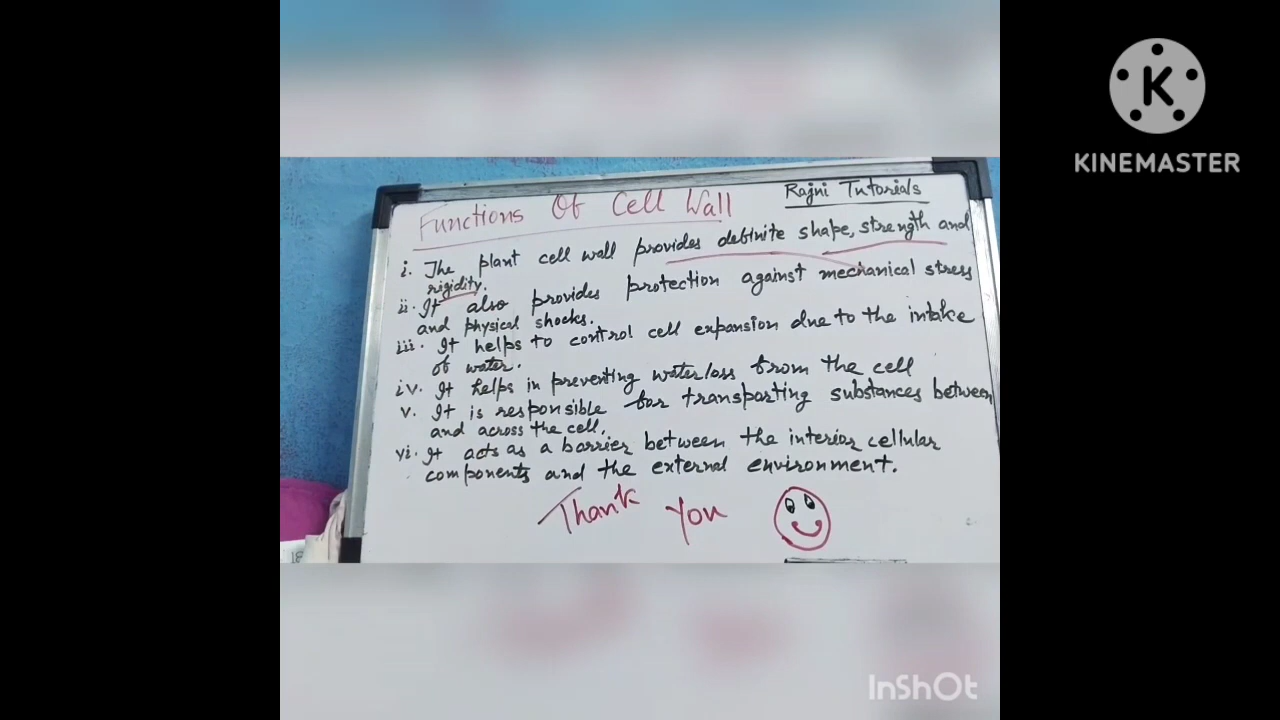 KINEMASTER
Rajni Tutorials
Functions Of Cell Wall
i. The plant cell wall provides definite shape, strength and
rigidity.
ii. It also provides protection against mechanical stress
and physical shocks.
iii. It helps to control cell expansion due to the intake
of water.
iv. It helps in preventing water loss from the cell
v. It is responsible for transporting substances between
and across the cell.
vi. It acts as a barrier between the interior cellular
components and the external environment.
Thank You
InShOt